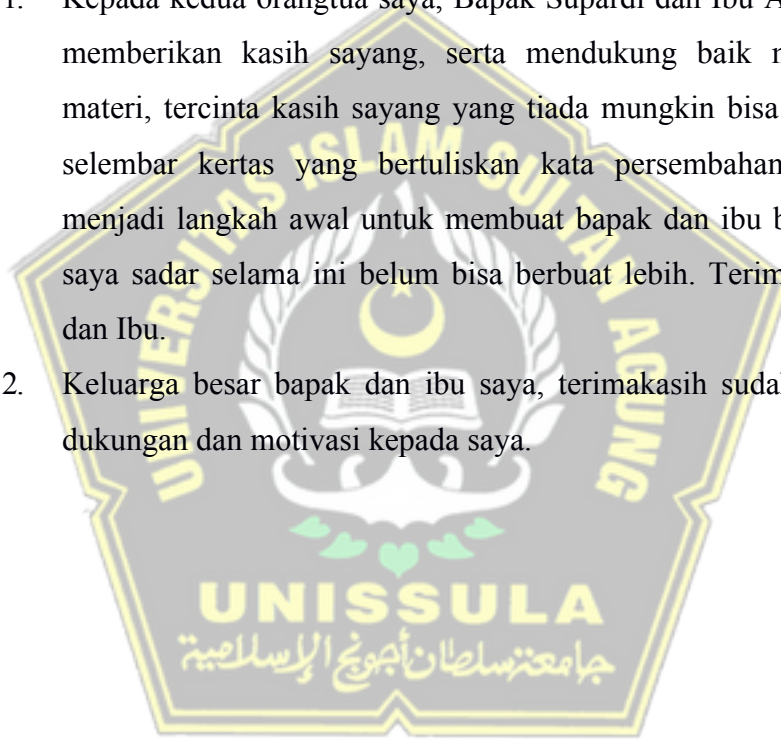 1. Kepada kedua orangtua saya, Bapak Supardi dan Ibu A
memberikan kasih sayang, serta mendukung baik
materi, tercinta kasih sayang yang tiada mungkin bisa
selembar kertas yang bertuliskan kata persembahan
menjadi langkah awal untuk membuat bapak dan ibu
saya sadar selama ini belum bisa berbuat lebih.
dan Ibu.
2. Keluarga besar bapak dan ibu saya, terimakasih
dukungan dan motivasi kepada saya.
UNIVERSITAS ISLAM SULTAN AGUNG
UNISSULA
جامعة سلطان أجونج الإسلامية